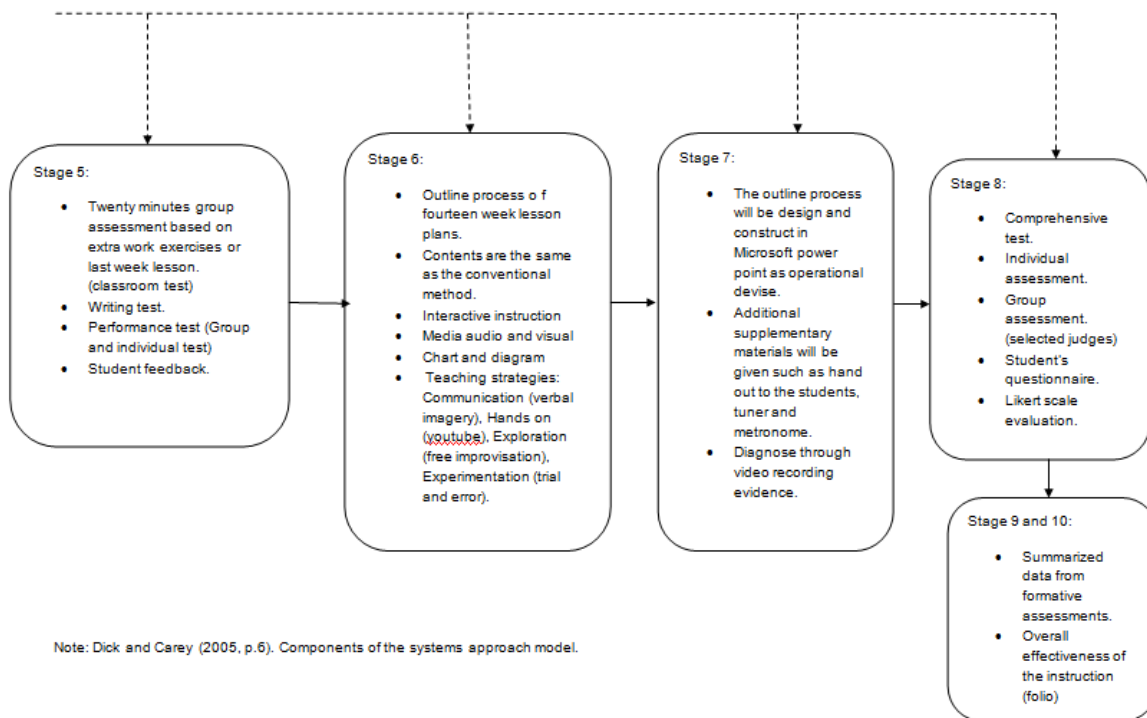 Stage 5:
• Twenty minutes group
assessment based on
extra work exercises or
last week lesson.
(classroom test)
• Writing test.
• Performance test (Group
and individual test)
• Student feedback.
Stage 6:
• Outline process o f
fourteen week lesson
plans.
• Contents are the same
as the conventional
method.
• Interactive instruction
• Media audio and visual
• Chart and diagram
• Teaching strategies:
Communication (verbal
imagery), Hands on
(youtube), Exploration
(free improvisation),
Experimentation (trial
and error).
Stage 7:
• The outline process
will be design and
construct in
Microsoft power
point as operational
devise.
• Additional
supplementary
materials will be
given such as hand
out to the students,
tuner and
metronome.
• Diagnose through
video recording
evidence.
Stage 8:
• Comprehensive
test.
• Individual
assessment.
• Group
assessment.
(selected judges)
• Student's
questionnaire.
• Likert scale
evaluation.
Stage 9 and 10:
• Summarized
data from
formative
assessments.
• Overall
effectiveness of
the instruction
(folio)
Note: Dick and Carey (2005, p.6). Components of the systems approach model.